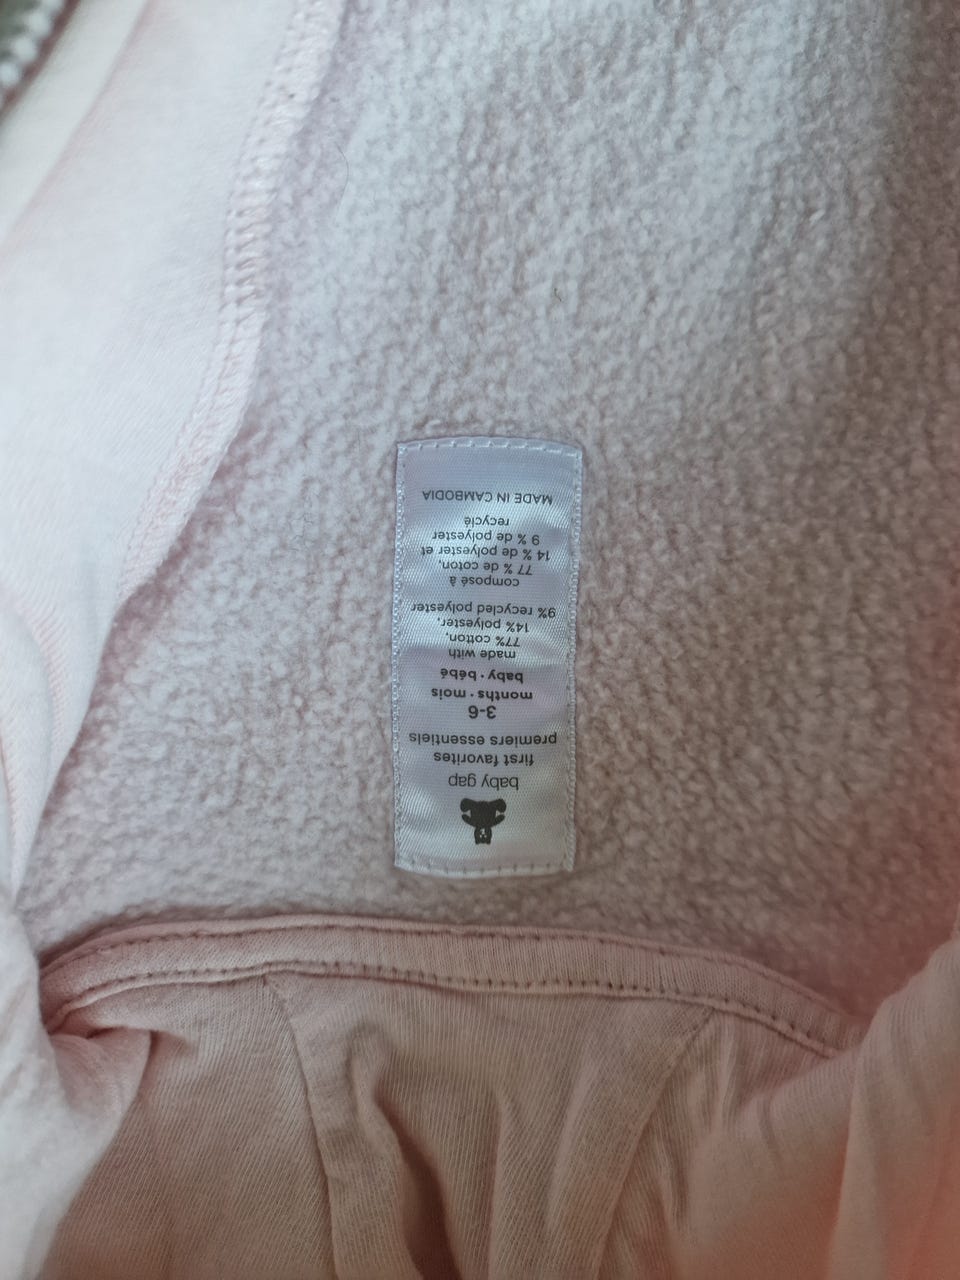 baby gap
first favorites
premiers essentiels
3-6
months · mois
baby · bébé
made with
77% cotton,
14% polyester,
9% recycled polyester
composé à
77 % de coton,
14 % de polyester et
9 % de polyester
recyclé
MADE IN CAMBODIA